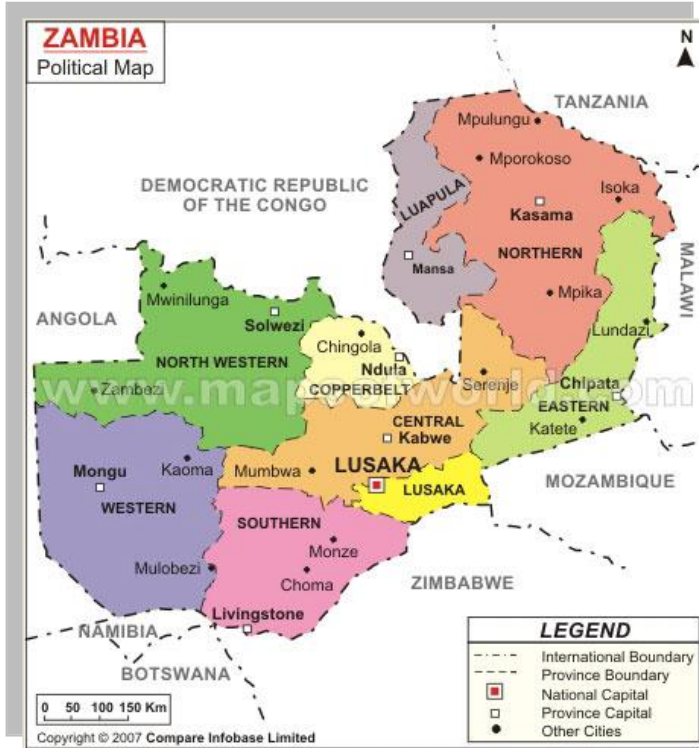 ZAMBIA
Political Map
N
TANZANIA
Mpulungu
Mporokoso
DEMOCRATIC REPUBLIC
OF THE CONGO
LUAPULA
Isoka
Kasama
Mansa
NORTHERN
MALAWI
Mwinilunga
Mpika
ANGOLA
Solwezi
Lundazi
Chingola
NORTH WESTERN
Ndula
Serenje
Chipata
Zambezi
COPPERBELT
www.mapsofworld.com
EASTERN
CENTRAL
Katete
Kabwe
Kaoma
Mumbwa
LUSAKA
Mongu
MOZAMBIQUE
LUSAKA
WESTERN
SOUTHERN
Monze
Mulobezi
Choma
ZIMBABWE
Livingstone
NAMIBIA
BOTSWANA
LEGEND
International Boundary
Province Boundary
National Capital
Province Capital
Other Cities
0 50 100 150 Km
Copyright © 2007 Compare Infobase Limited